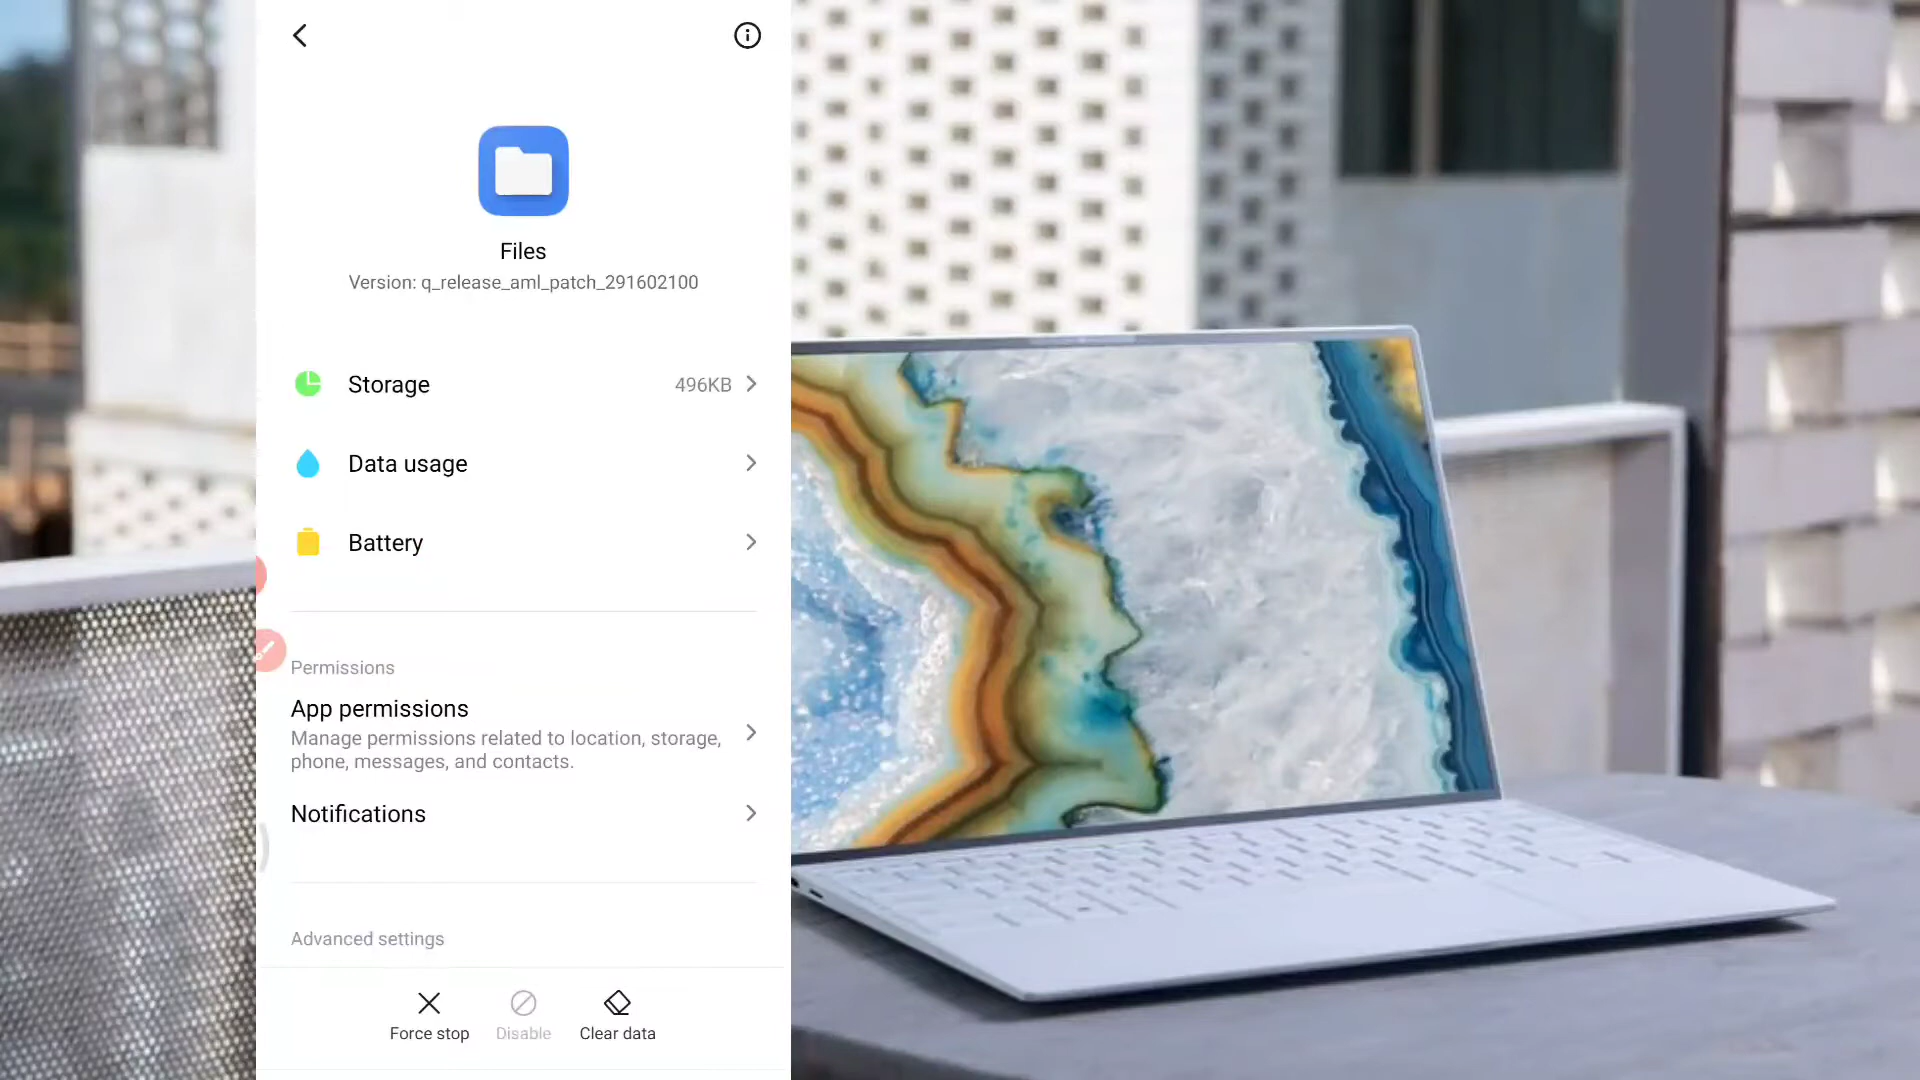 Files
Version: q_release_aml_patch_291602100
Storage
496KB
Data usage
Battery
Permissions
App permissions
Manage permissions related to location, storage,
phone, messages, and contacts.
Notifications
Advanced settings
Force stop
Disable
Clear data